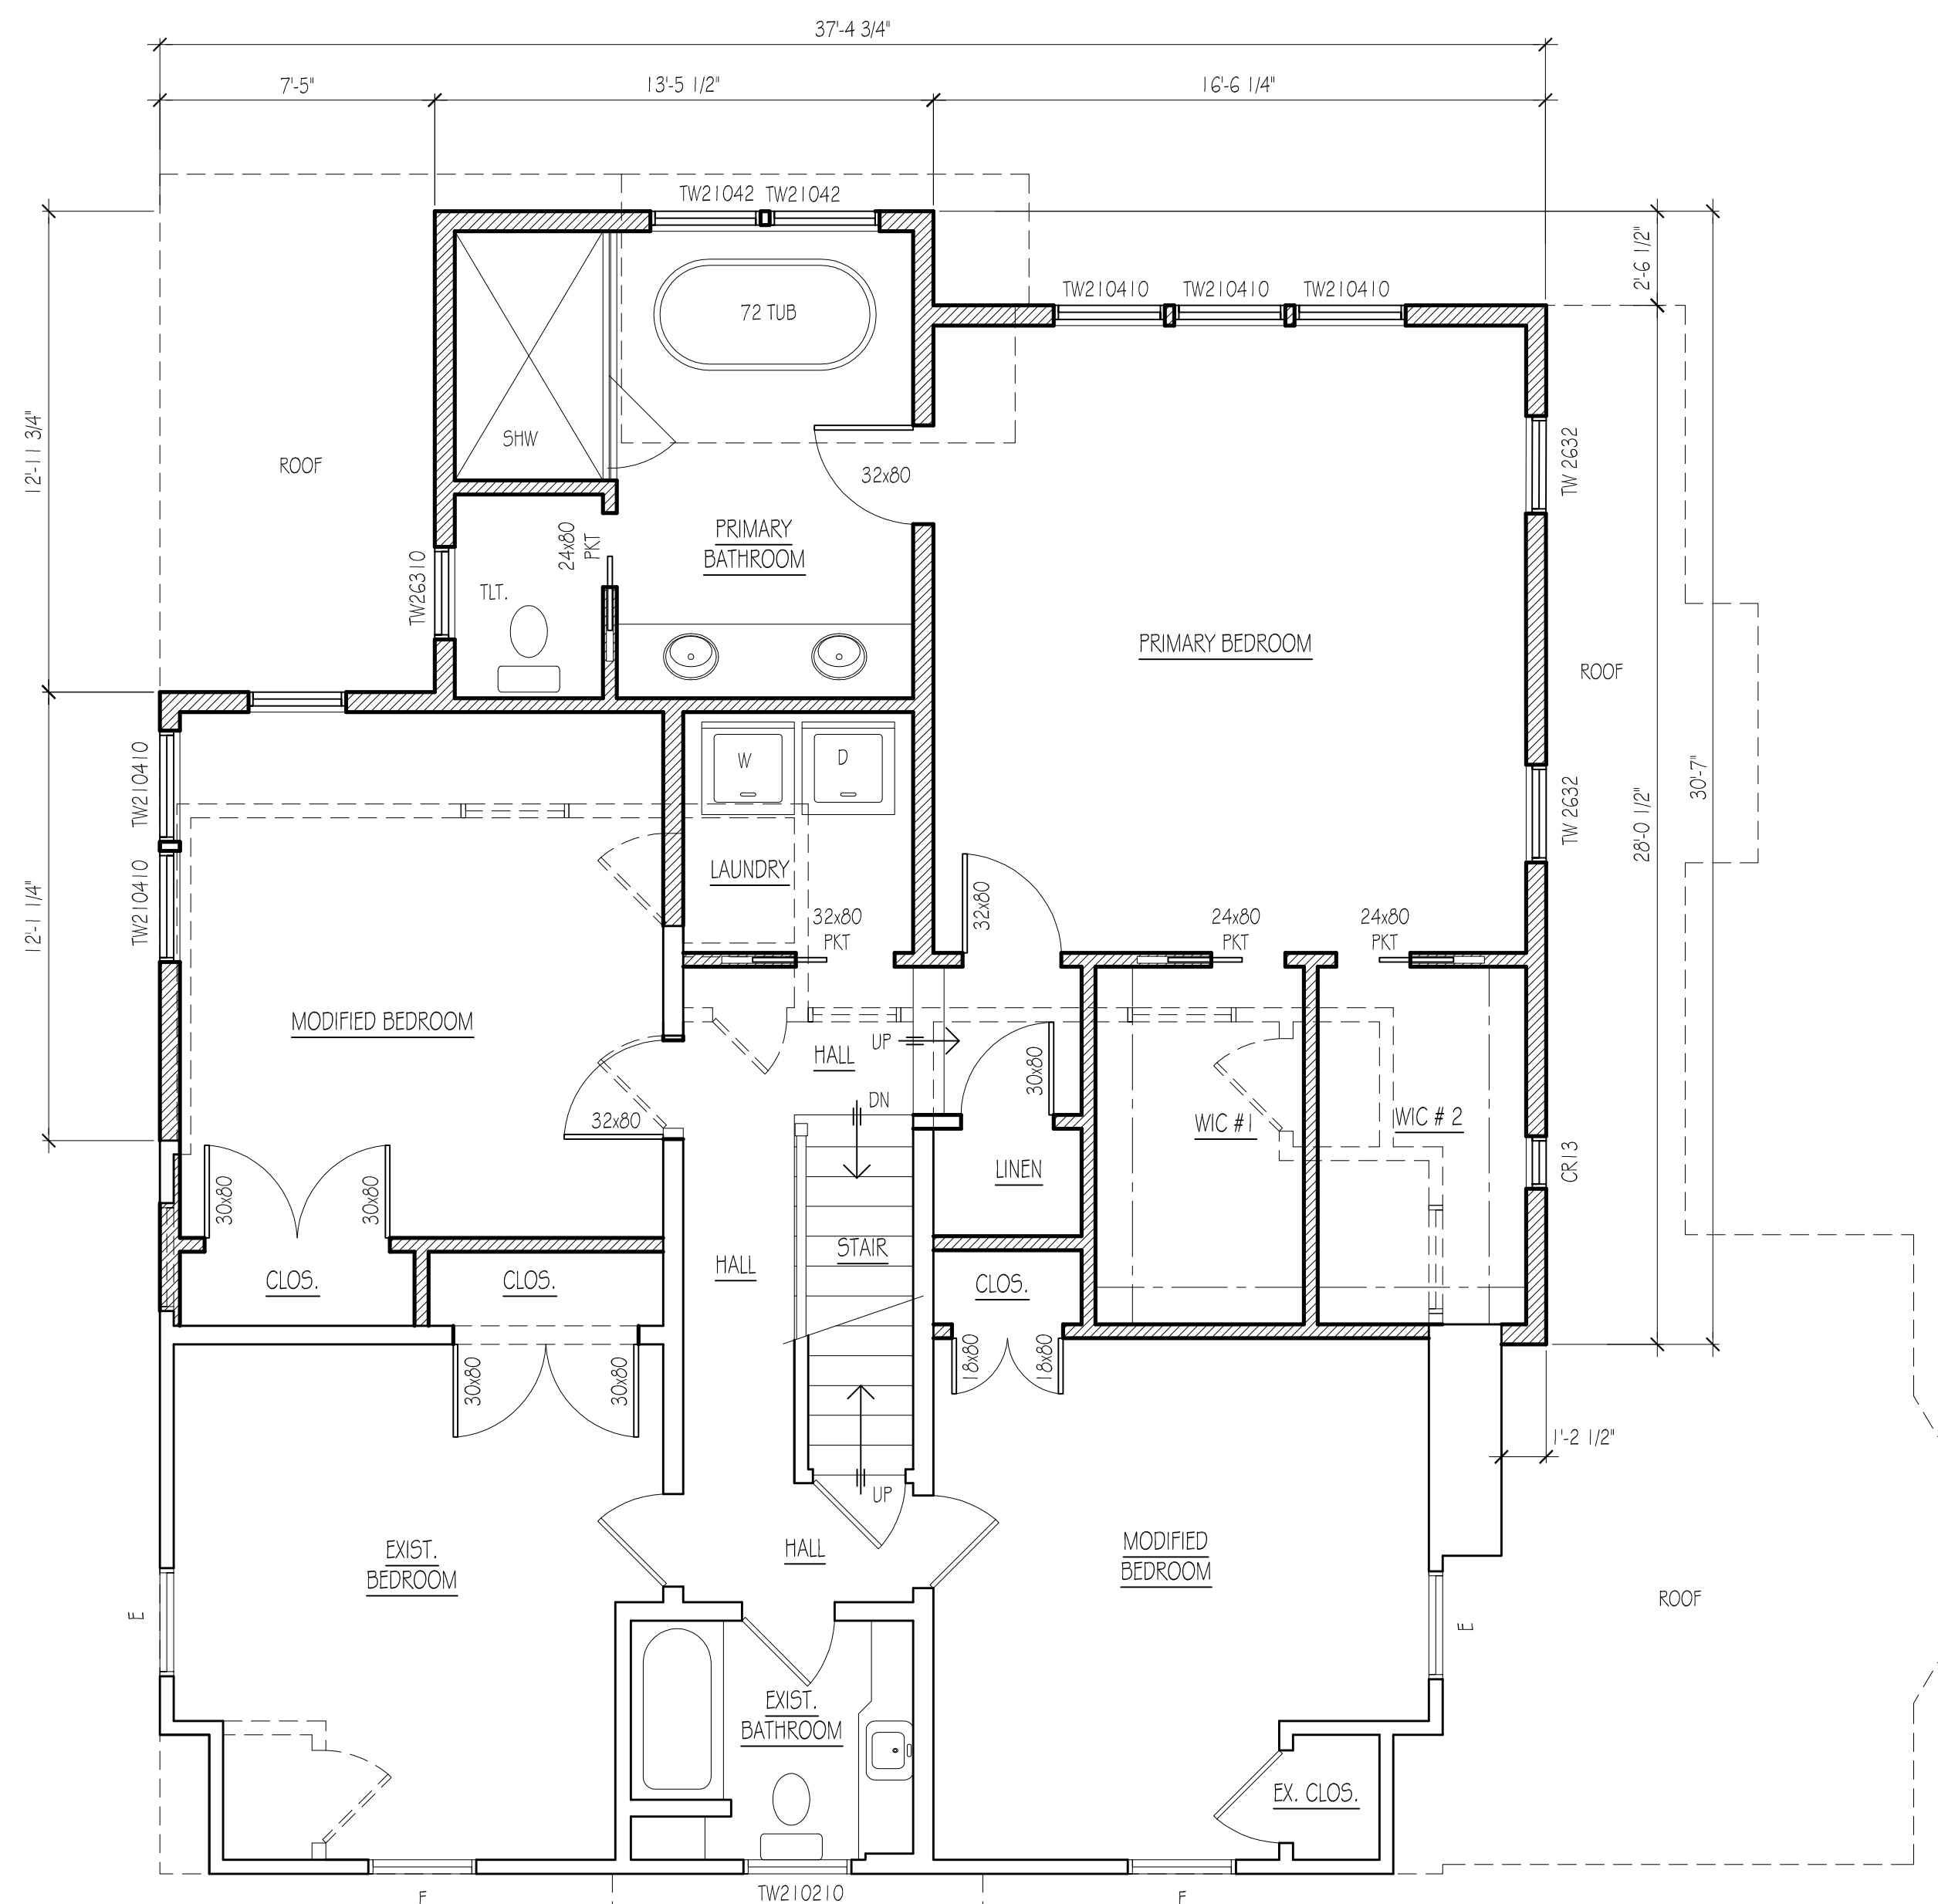 37'-4 3/4"
7'-5"
13'-5 1/2"
16'-6 1/4"
TW21042 TW21042
2'-6 1/2"
TW210410 TW210410 TW210410
72 TUB
12'-11 3/4"
ROOF
SHW
32x80
TW 2632
24x80
PKT
PRIMARY
BATHROOM
TW26310
TLT.
PRIMARY BEDROOM
ROOF
TW210410
W
D
30'-7"
TW 2632
28'-0 1/2"
TW210410
12'-1 1/4"
LAUNDRY
32x80
32x80
PKT
24x80
PKT
24x80
PKT
MODIFIED BEDROOM
HALL
UP
30x80
DN
32x80
WIC #1
WIC # 2
CR13
LINEN
30x80
30x80
HALL
STAIR
CLOS.
CLOS.
CLOS.
18x80
18x80
30x80
30x80
1'-2 1/2"
UP
HALL
EXIST.
BEDROOM
MODIFIED
BEDROOM
E
E
ROOF
EXIST.
BATHROOM
EX. CLOS.
TW210210